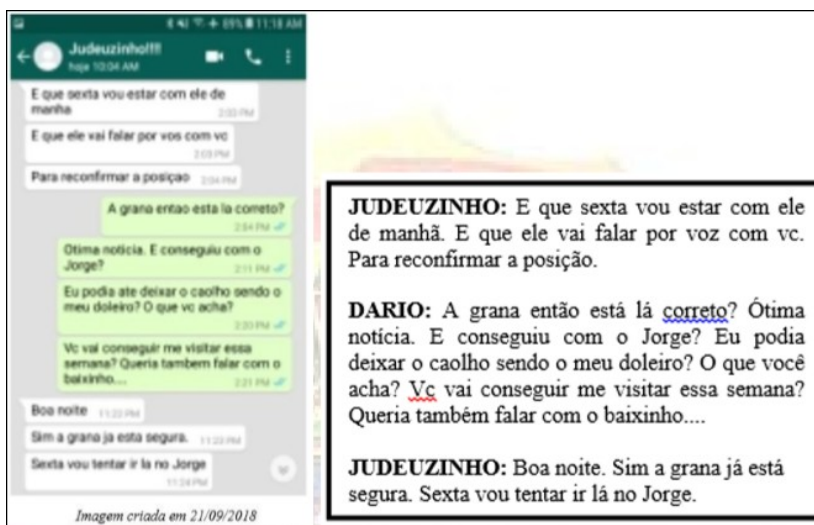 89% 11:18 AM
Judeuzinho!!!!
hoje 10:04 AM
E que sexta vou estar com ele de
manha
2:03 PM
E que ele vai falar por vos com vc
2:03 PM
Para reconfirmar a posiçao 2:04 PM
A grana entao esta la correto?
2:54 PM
Otima noticia. E conseguiu com o
Jorge?
2:11 PM
Eu podia ate deixar o caolho sendo o
meu doleiro? O que vc acha?
2:20 PM
Vc vai conseguir me visitar essa
semana? Queria tambem falar com o
baixinho....
2:21 PM
Boa noite 11:22 PM
Sim a grana ja esta segura. 11:23 PM
Sexta vou tentar ir la no Jorge
11:24 PM
Imagem criada em 21/09/2018
JUDEUZINHO: E que sexta vou estar com ele
de manhã. E que ele vai falar por voz com vc.
Para reconfirmar a posição.
DARIO: A grana então está lá correto? Ótima
notícia. E conseguiu com o Jorge? Eu podia
deixar o caolho sendo o meu doleiro? O que você
acha? Vc vai conseguir me visitar essa semana?
Queria também falar com o baixinho....
JUDEUZINHO: Boa noite. Sim a grana já está
segura. Sexta vou tentar ir lá no Jorge.